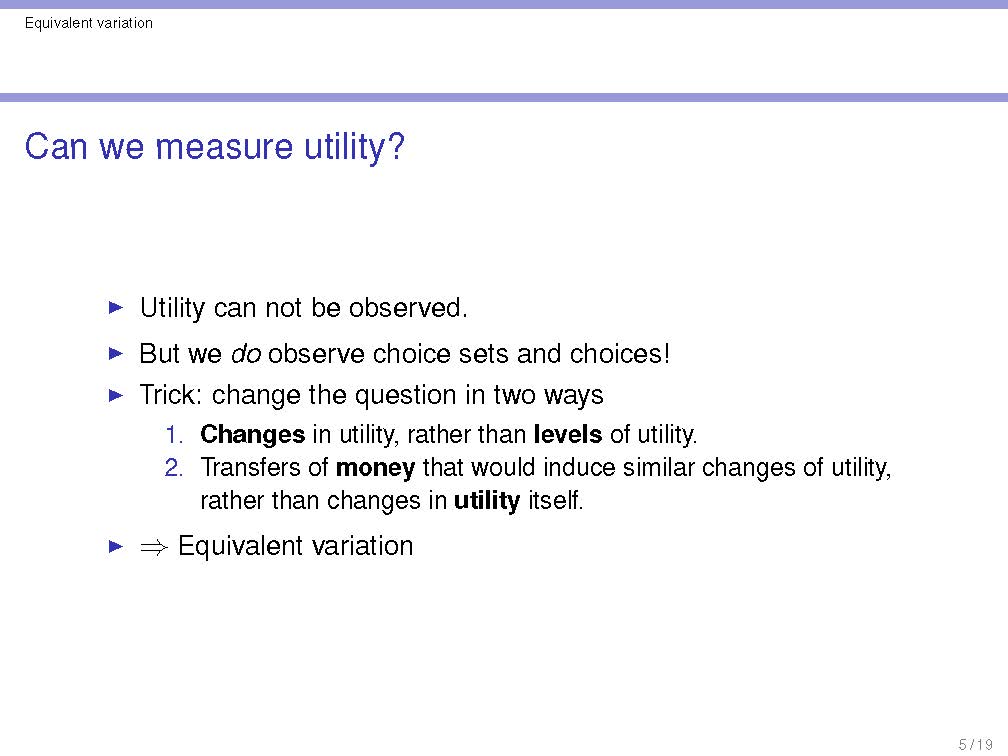 Equivalent variation
Can we measure utility?
▶ Utility can not be observed.
▶ But we do observe choice sets and choices!
▶ Trick: change the question in two ways
1. Changes in utility, rather than levels of utility.
2. Transfers of money that would induce similar changes of utility,
rather than changes in utility itself.
▶ ⇒ Equivalent variation
5 / 19